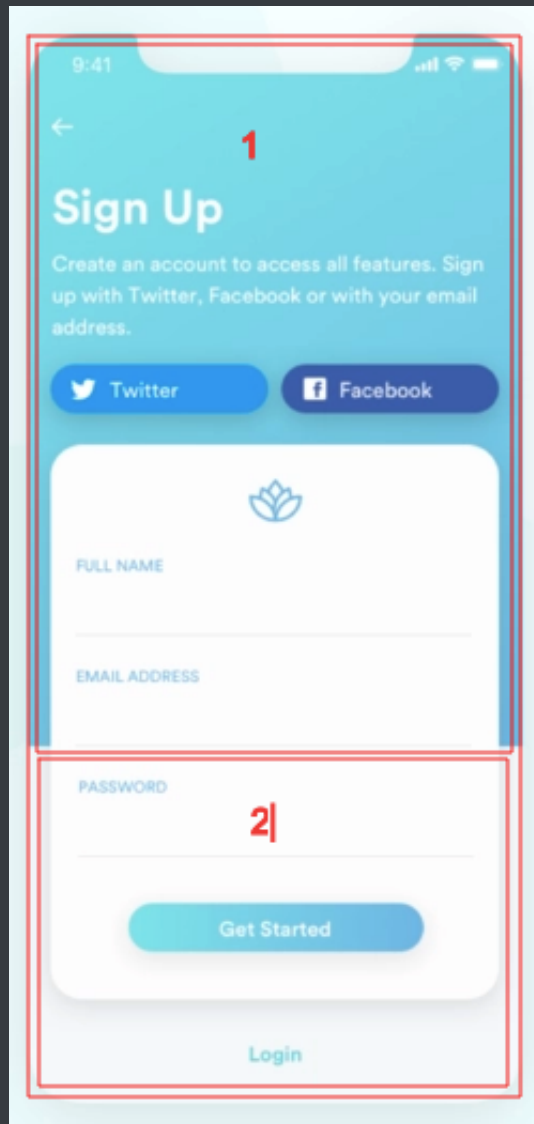 9:41
1
Sign Up
Create an account to access all features. Sign
up with Twitter, Facebook or with your email
address.
Twitter
Facebook
FULL NAME
EMAIL ADDRESS
PASSWORD
2
Get Started
Login